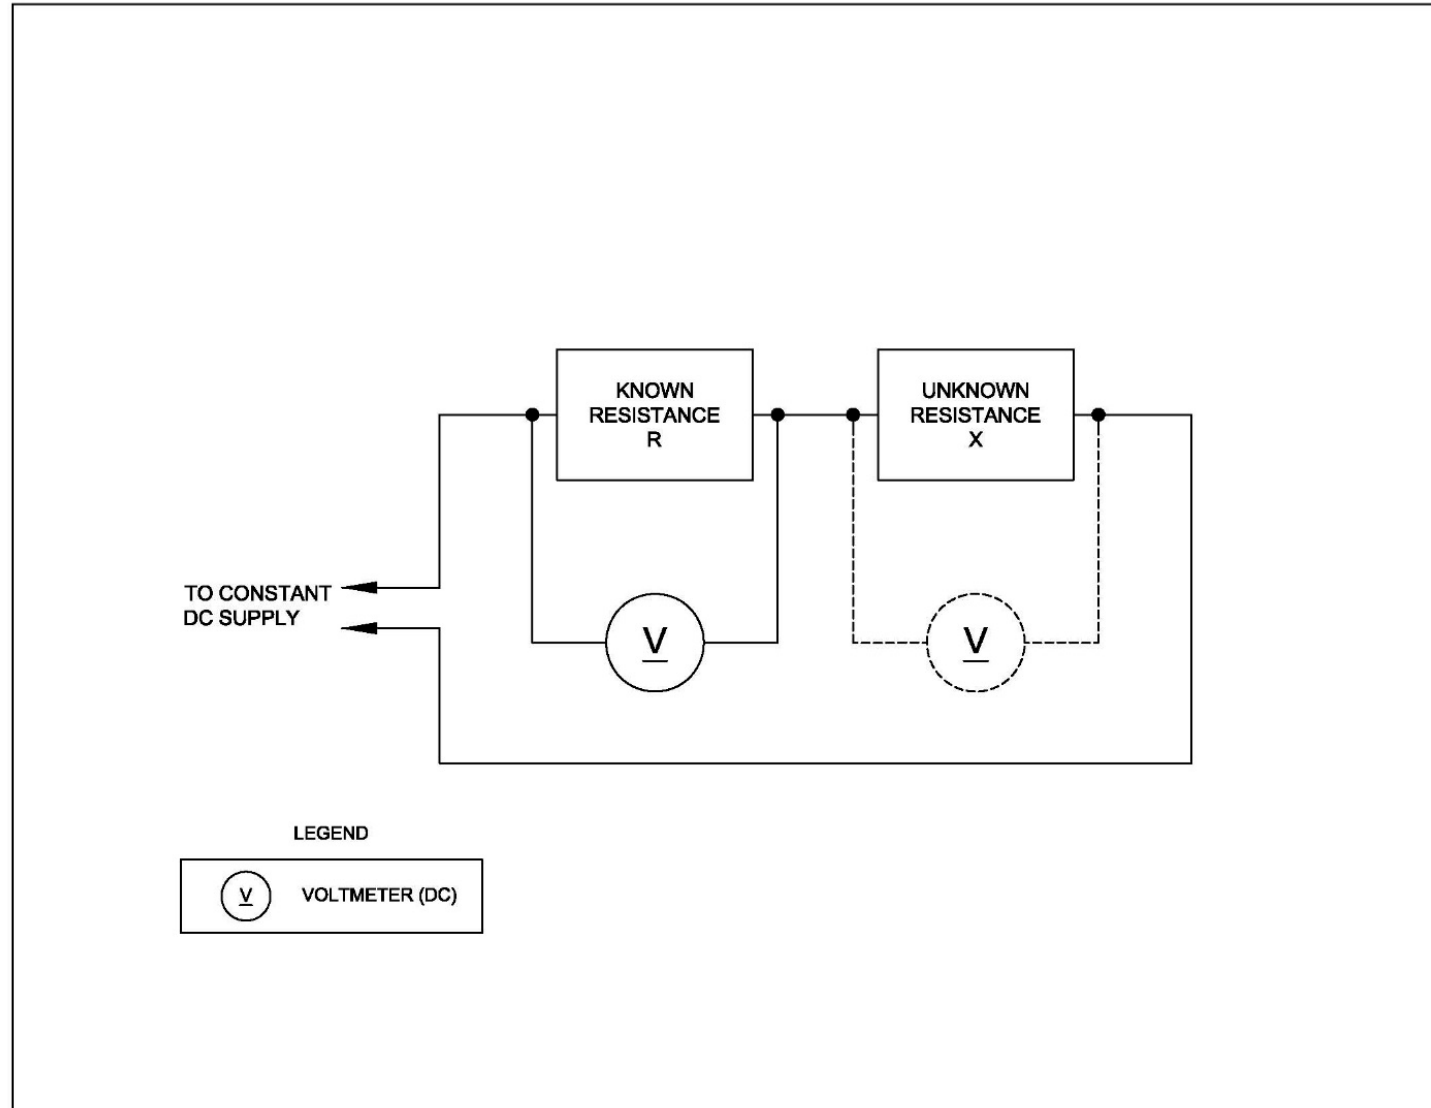 KNOWN
RESISTANCE
R
UNKNOWN
RESISTANCE
X
TO CONSTANT
DC SUPPLY
V
V
LEGEND
V VOLTMETER (DC)